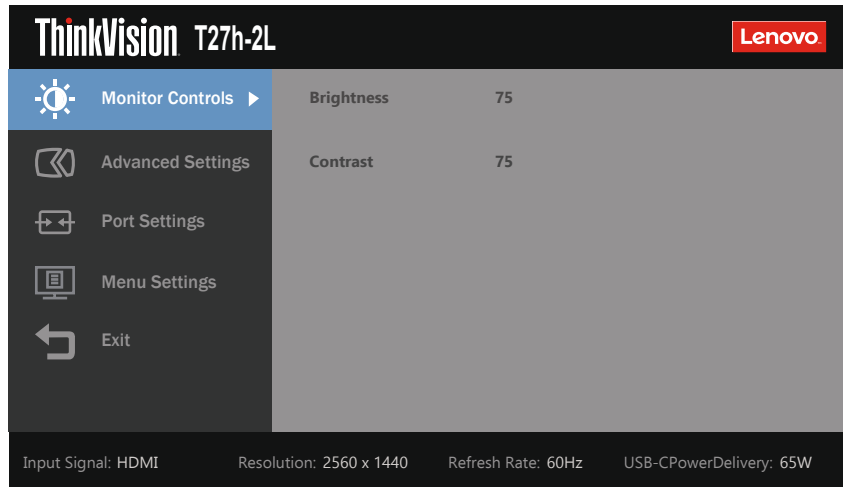 ThinkVision T27h-2L Lenovo.
Monitor Controls Brightness 75
Advanced Settings Contrast 75
Port Settings
Menu Settings
Exit
Input Signal: HDMI Resolution: 2560 x 1440 Refresh Rate: 60Hz USB-CPowerDelivery: 65W